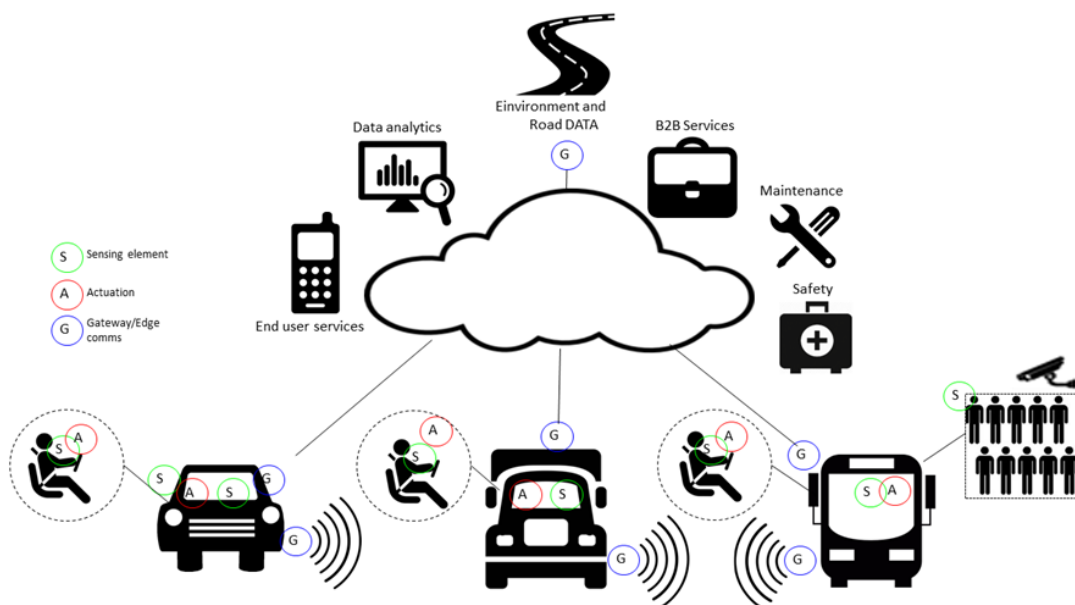 Einvironment and
Road DATA
Data analytics
B2B Services
G
Maintenance
S Sensing element
A Actuation
G Gateway/Edge
comms
End user services
Safety
S
A
S
G
A
S
A
S
G
A
S
G
G
A
S
G
A
S
G
S
A
G
S